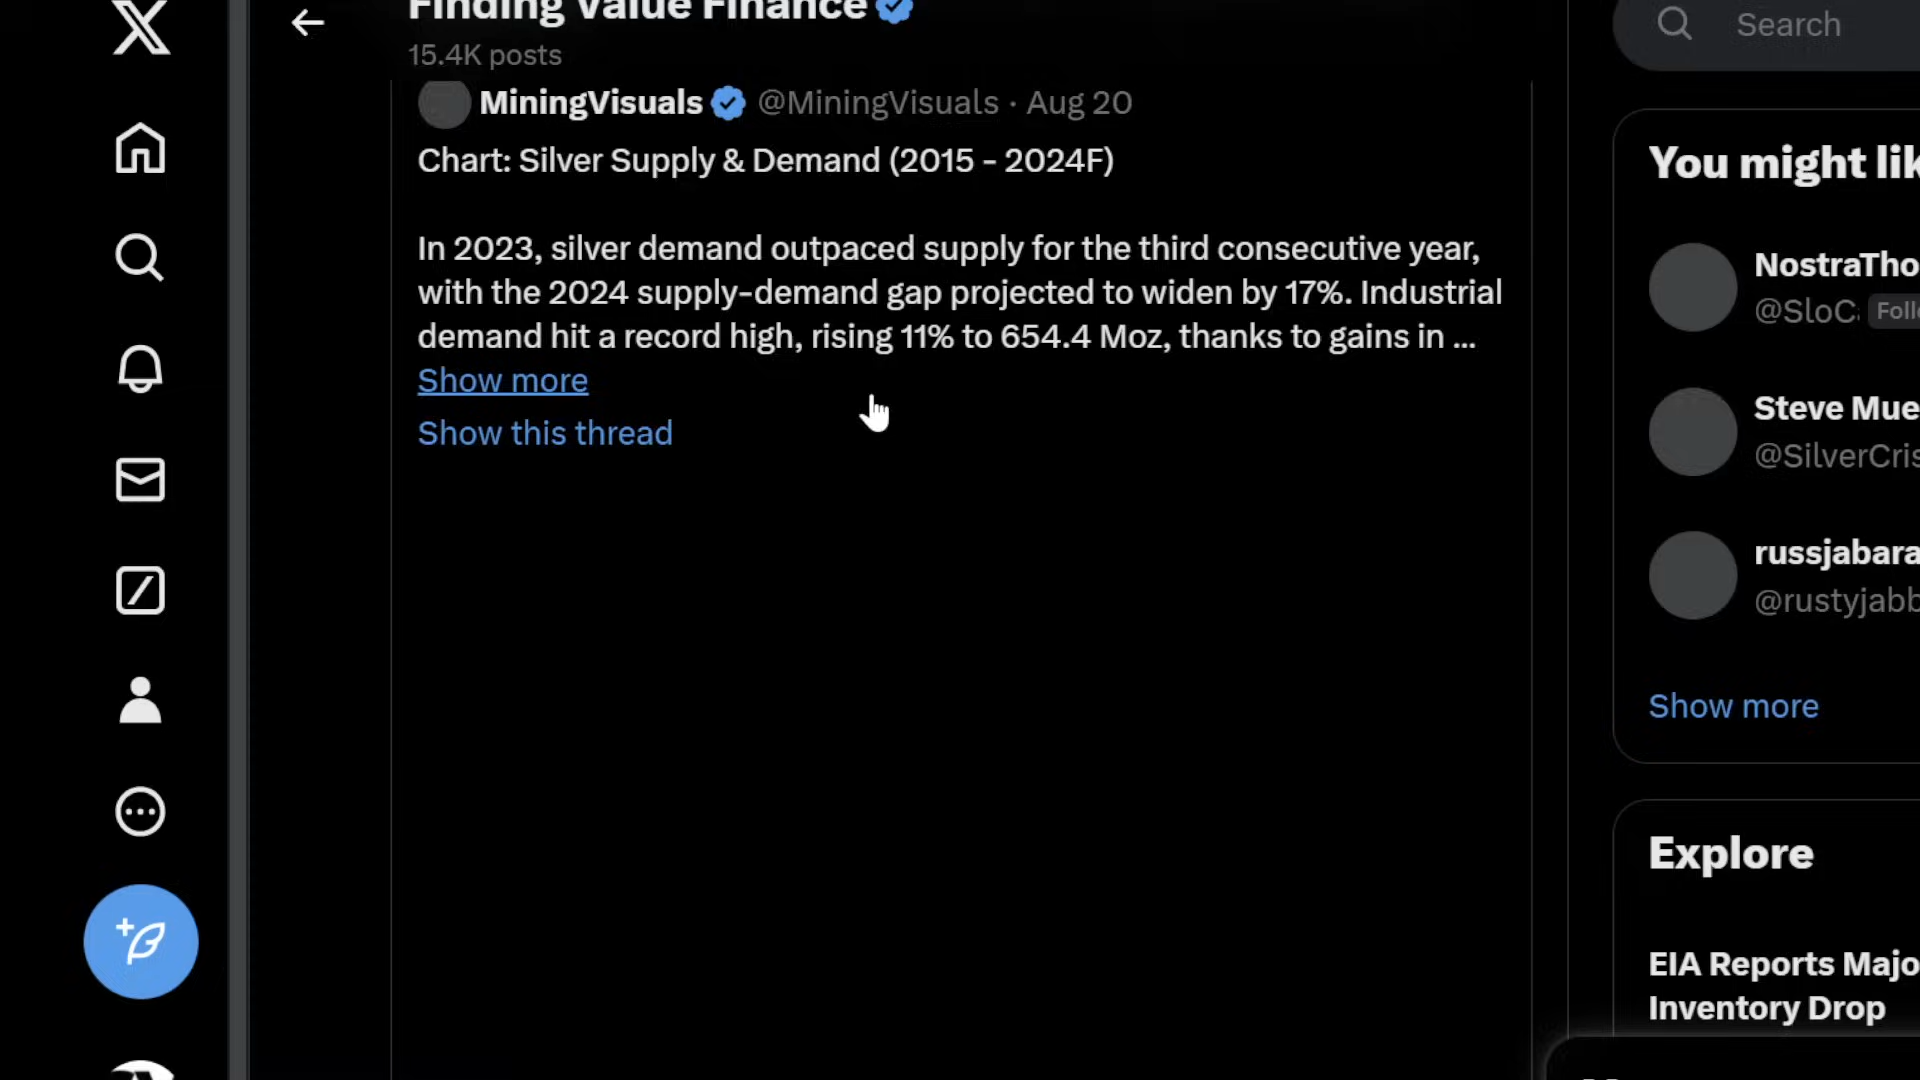 Finding Value Finance
15.4K posts
Search
MiningVisuals @MiningVisuals · Aug 20
Chart: Silver Supply & Demand (2015 - 2024F)
In 2023, silver demand outpaced supply for the third consecutive year,
with the 2024 supply-demand gap projected to widen by 17%. Industrial
demand hit a record high, rising 11% to 654.4 Moz, thanks to gains in ...
Show more
Show this thread
You might lik
NostraTho
@SloC
Foll
Steve Mue
@SilverCris
russjabara
@rustyjabb
Show more
Explore
EIA Reports Majo
Inventory Drop